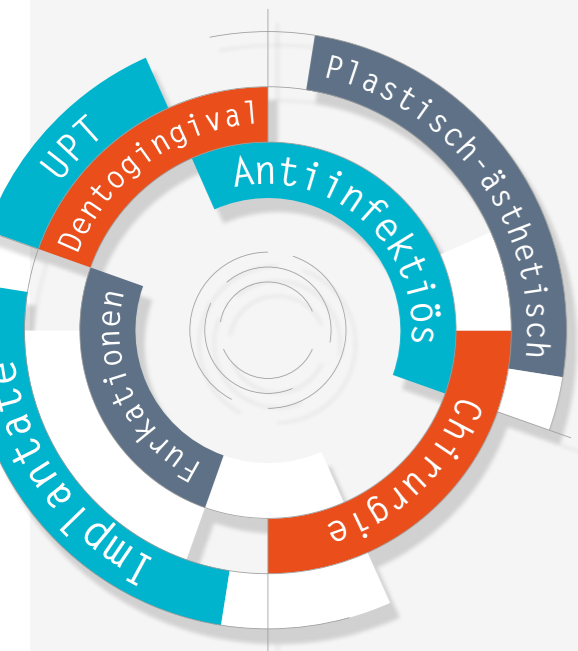 Plastisch-ästhetisch
UPT
Dentogingival
Antiinfektiös
Furkationen
Chirurgie
Implantate